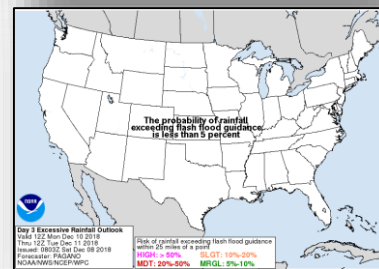 The probability of rainfall
exceeding flash flood guidance
is less than 5 percent
noaa
Day 3 Excessive Rainfall Outlook
Valid 12Z Mon Dec 10 2018
Thru 12Z Tue Dec 11 2018
Issued: 0803Z Sat Dec 08 2018
Forecaster: PAGANO
NOAA/NWS/NCEP/WPC
Risk of rainfall exceeding flash flood guidance
within 25 miles of a point
HIGH: > 50% SLGT: 10%-20%
MDT: 20%-50% MRGL: 5%-10%